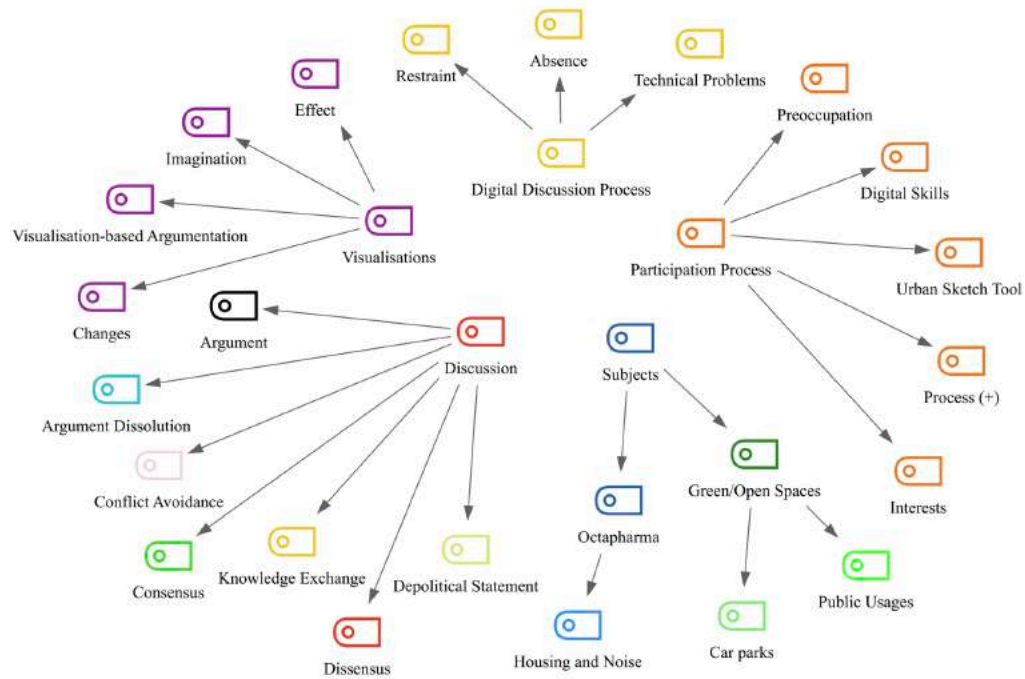 Restraint
Absence
Technical Problems
Effect
Preoccupation
Imagination
Digital Discussion Process
Digital Skills
Visualisation-based Argumentation
Visualisations
Participation Process
Urban Sketch Tool
Changes
Argument
Discussion
Subjects
Process (+)
Argument Dissolution
Conflict Avoidance
Green/Open Spaces
Interests
Octapharma
Consensus
Knowledge Exchange
Depolitical Statement
Public Usages
Dissensus
Housing and Noise
Car parks